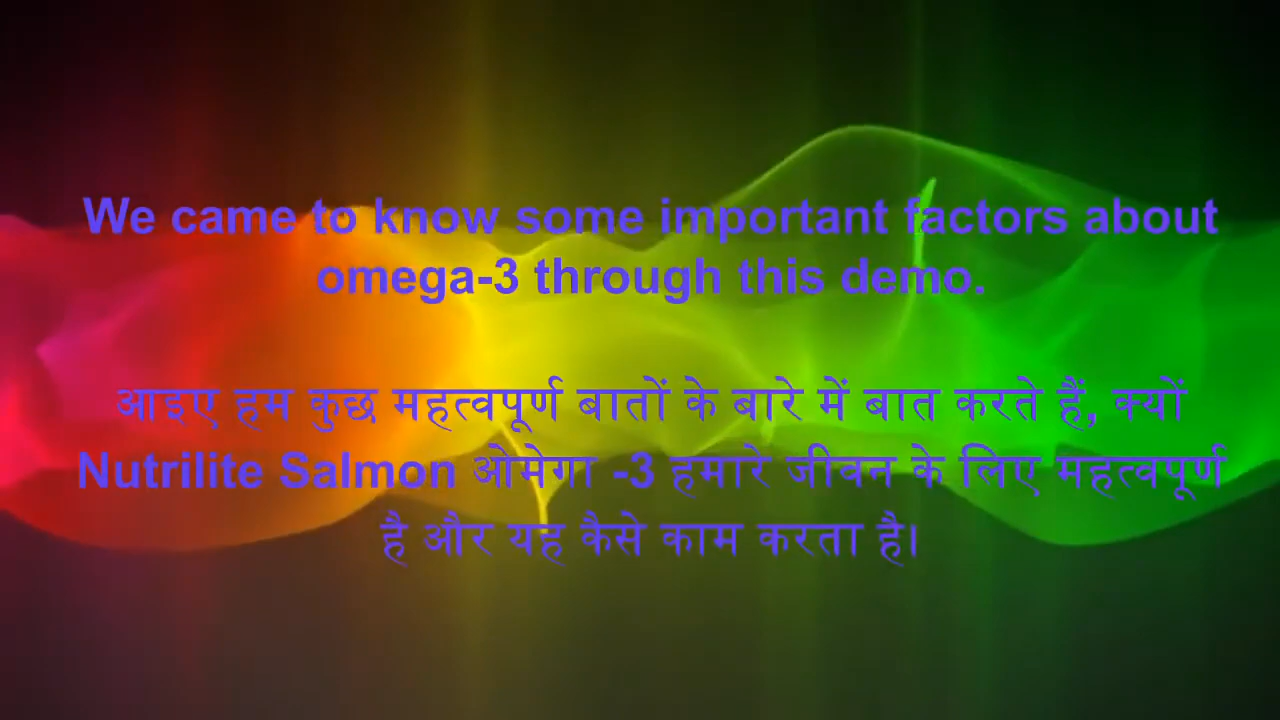 We came to know some important factors about
omega-3 through this demo.
आइए हम कुछ महत्वपूर्ण बातों के बारे में बात करते हैं, क्यों
Nutrilite Salmon ओमेगा -3 हमारे जीवन के लिए महत्वपूर्ण
है और यह कैसे काम करता है।